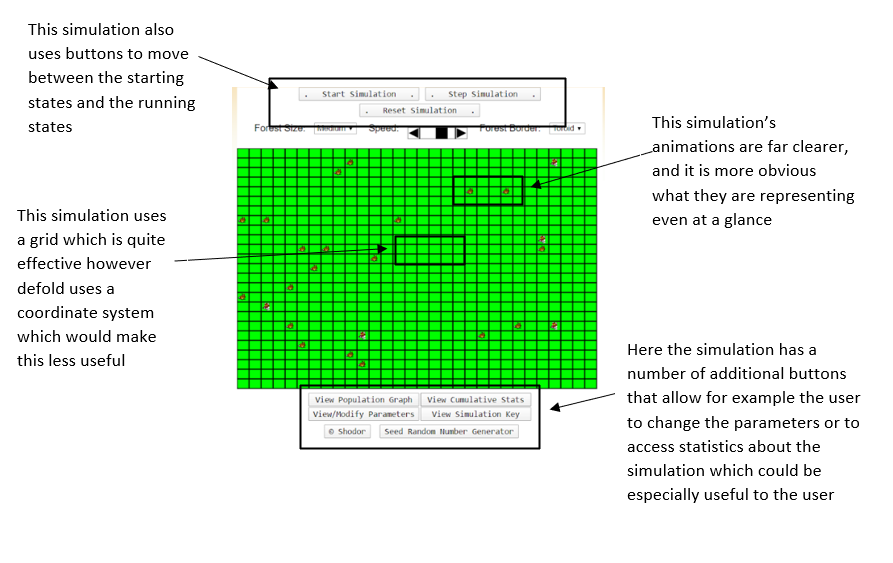 This simulation also
uses buttons to move
between the starting
states and the running
states
. Start Simulation .
. Step Simulation .
. Reset Simulation .
Forest Size: Medium
Speed:
Forest Border: Toroid
This simulation's
animations are far clearer,
and it is more obvious
what they are representing
even at a glance
This simulation uses
a grid which is quite
effective however
defold uses a
coordinate system
which would make
this less useful
Here the simulation has a
number of additional buttons
that allow for example the user
to change the parameters or to
access statistics about the
simulation which could be
especially useful to the user
View Population Graph
View Cumulative Stats
View/Modify Parameters
View Simulation Key
© Shodor
Seed Random Number Generator